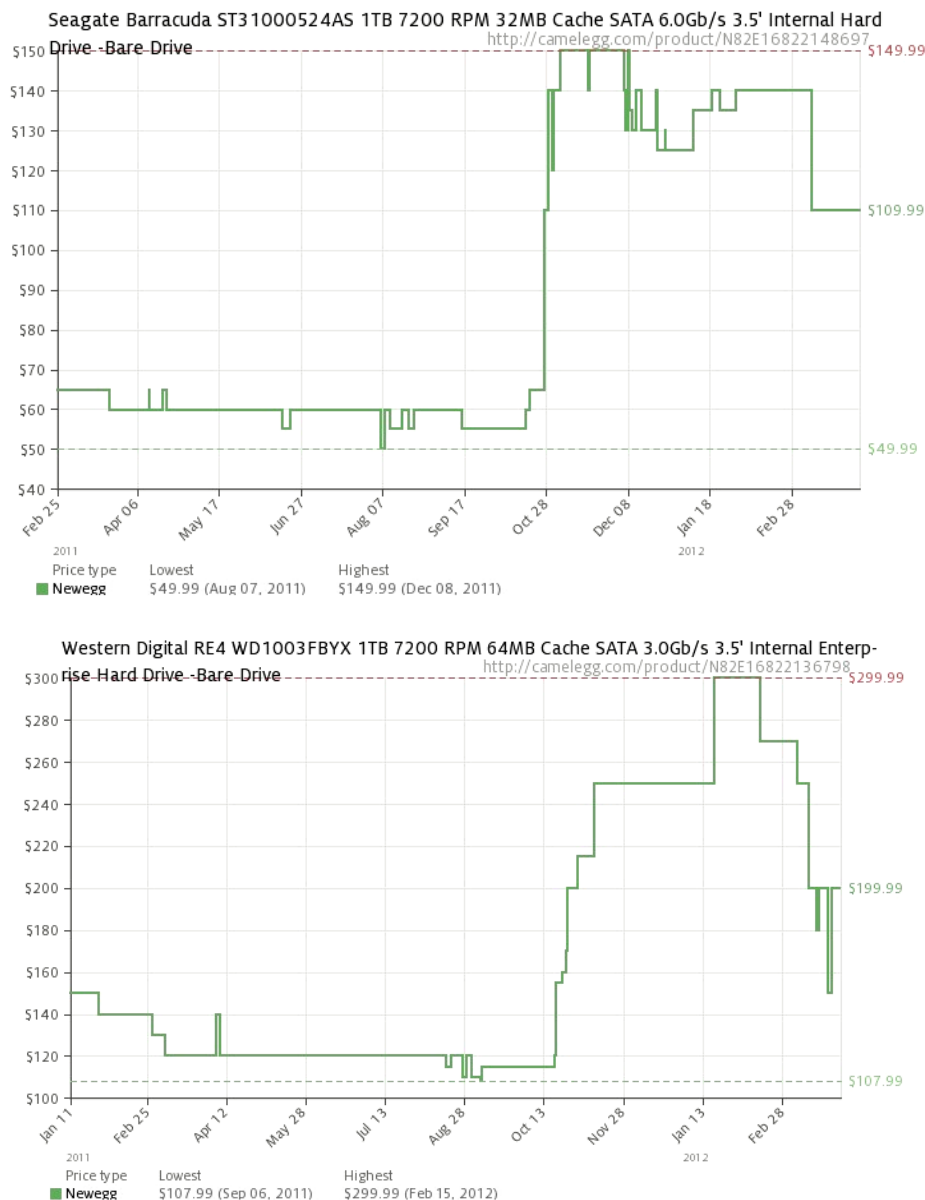 Seagate Barracuda ST31000524AS 1TB 7200 RPM 32MB Cache SATA 6.0Gb/s 3.5' Internal Hard
Drive -Bare Drive
http://camelegg.com/product/N82E16822148697
$150
$149.99
$140
$130
$120
$110
$109.99
$100
$90
$80
$70
$60
$50
$49.99
$40
Feb 25
Apr 06
May 17
Jun 27
Aug 07
Sep 17
Oct 28
Dec 08
Jan 18
Feb 28
2011
2012
Price type Lowest Highest
Newegg $49.99 (Aug 07, 2011) $149.99 (Dec 08, 2011)
Western Digital RE4 WD1003FBYX 1TB 7200 RPM 64MB Cache SATA 3.0Gb/s 3.5' Internal Enterp-
rise Hard Drive -Bare Drive
http://camelegg.com/product/N82E16822136798
$300
$299.99
$280
$260
$240
$220
$200
$199.99
$180
$160
$140
$120
$107.99
$100
Jan 11
Feb 25
Apr 12
May 28
Jul 13
Aug 28
Oct 13
Nov 28
Jan 13
Feb 28
2011
2012
Price type Lowest Highest
Newegg $107.99 (Sep 06, 2011) $299.99 (Feb 15, 2012)